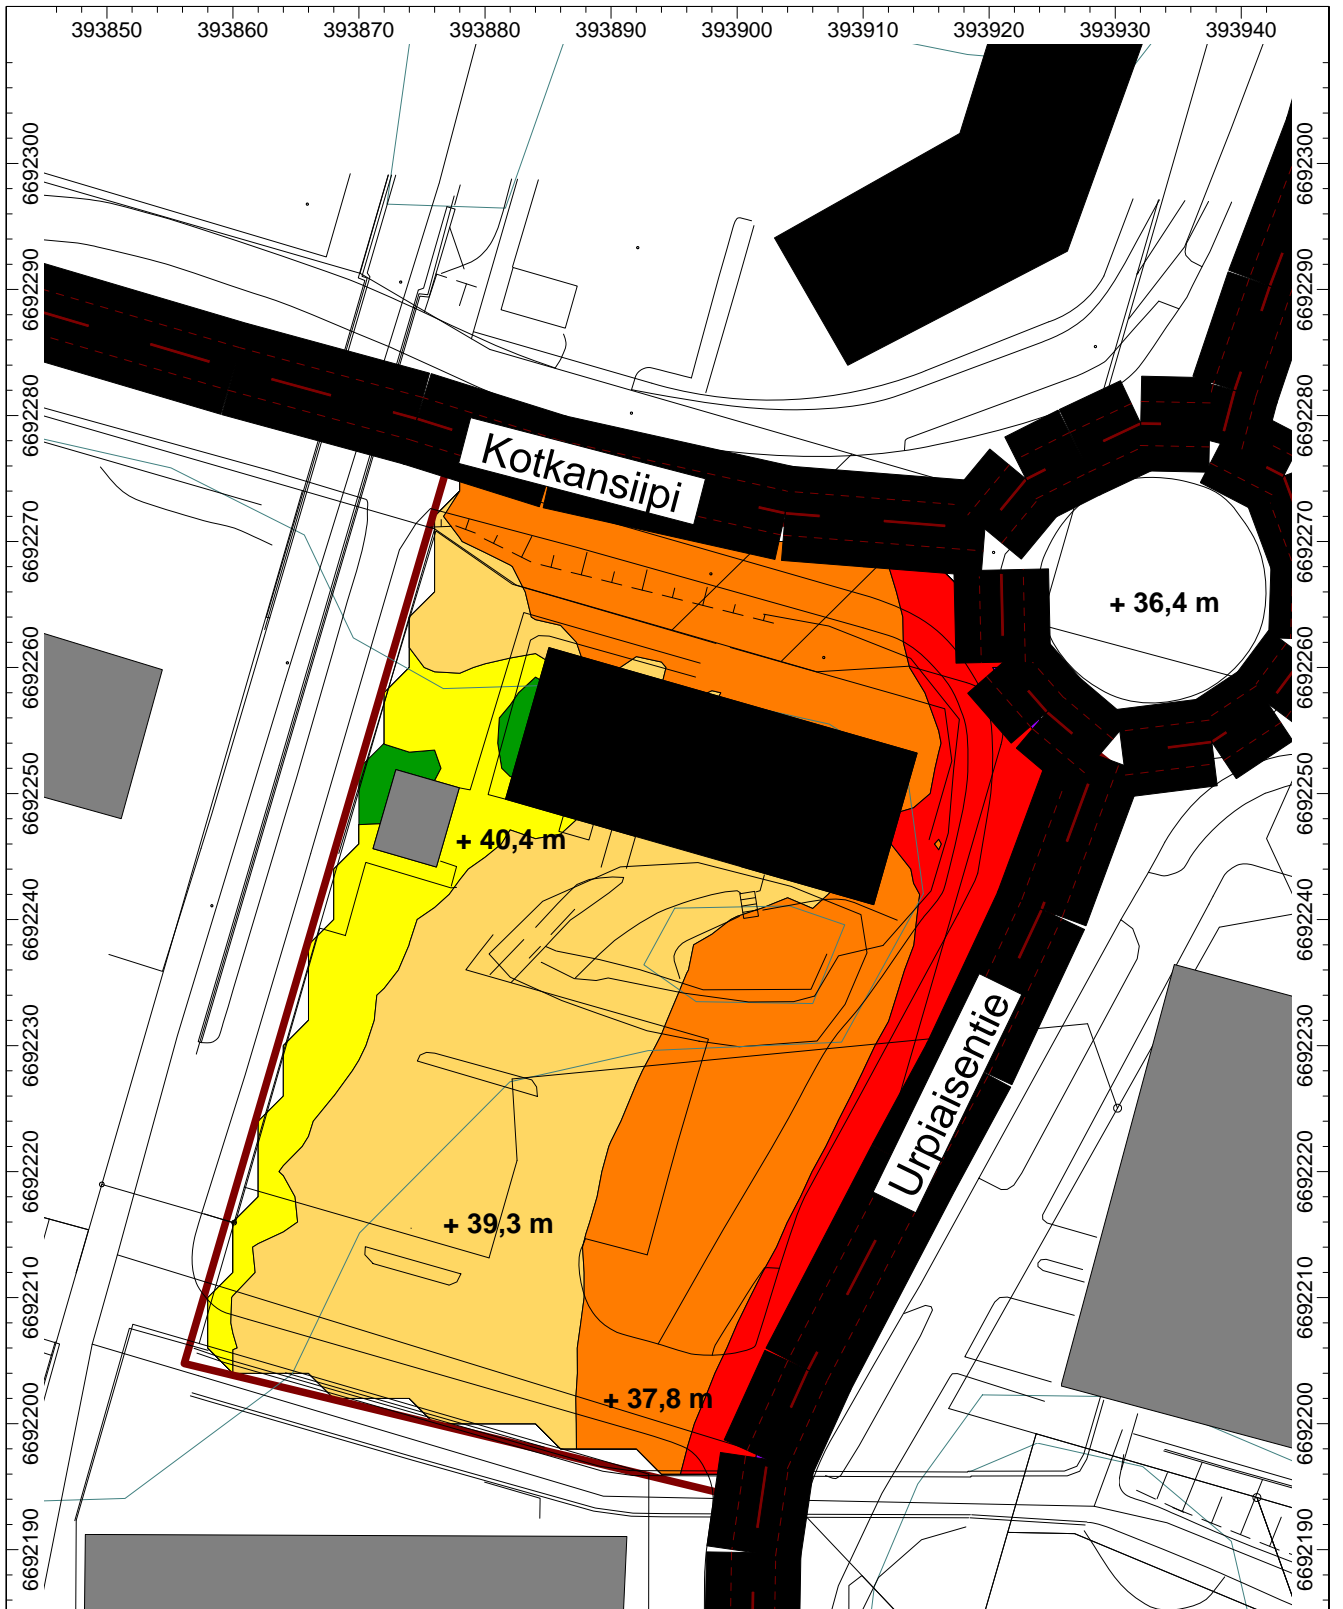 393850 393860 393870 393880 393890 393900 393910 393920 393930 393940
6692300 6692300
6692290 6692290
6692280 6692280
Kotkansiipi
6692270 6692270
+ 36,4 m
6692260 6692260
6692250 6692250
+ 40,4 m
6692240 6692240
6692230 6692230
Urpiaisentie
6692220 6692220
+ 39,3 m
6692210 6692210
+ 37,8 m
6692200 6692200
6692190 6692190